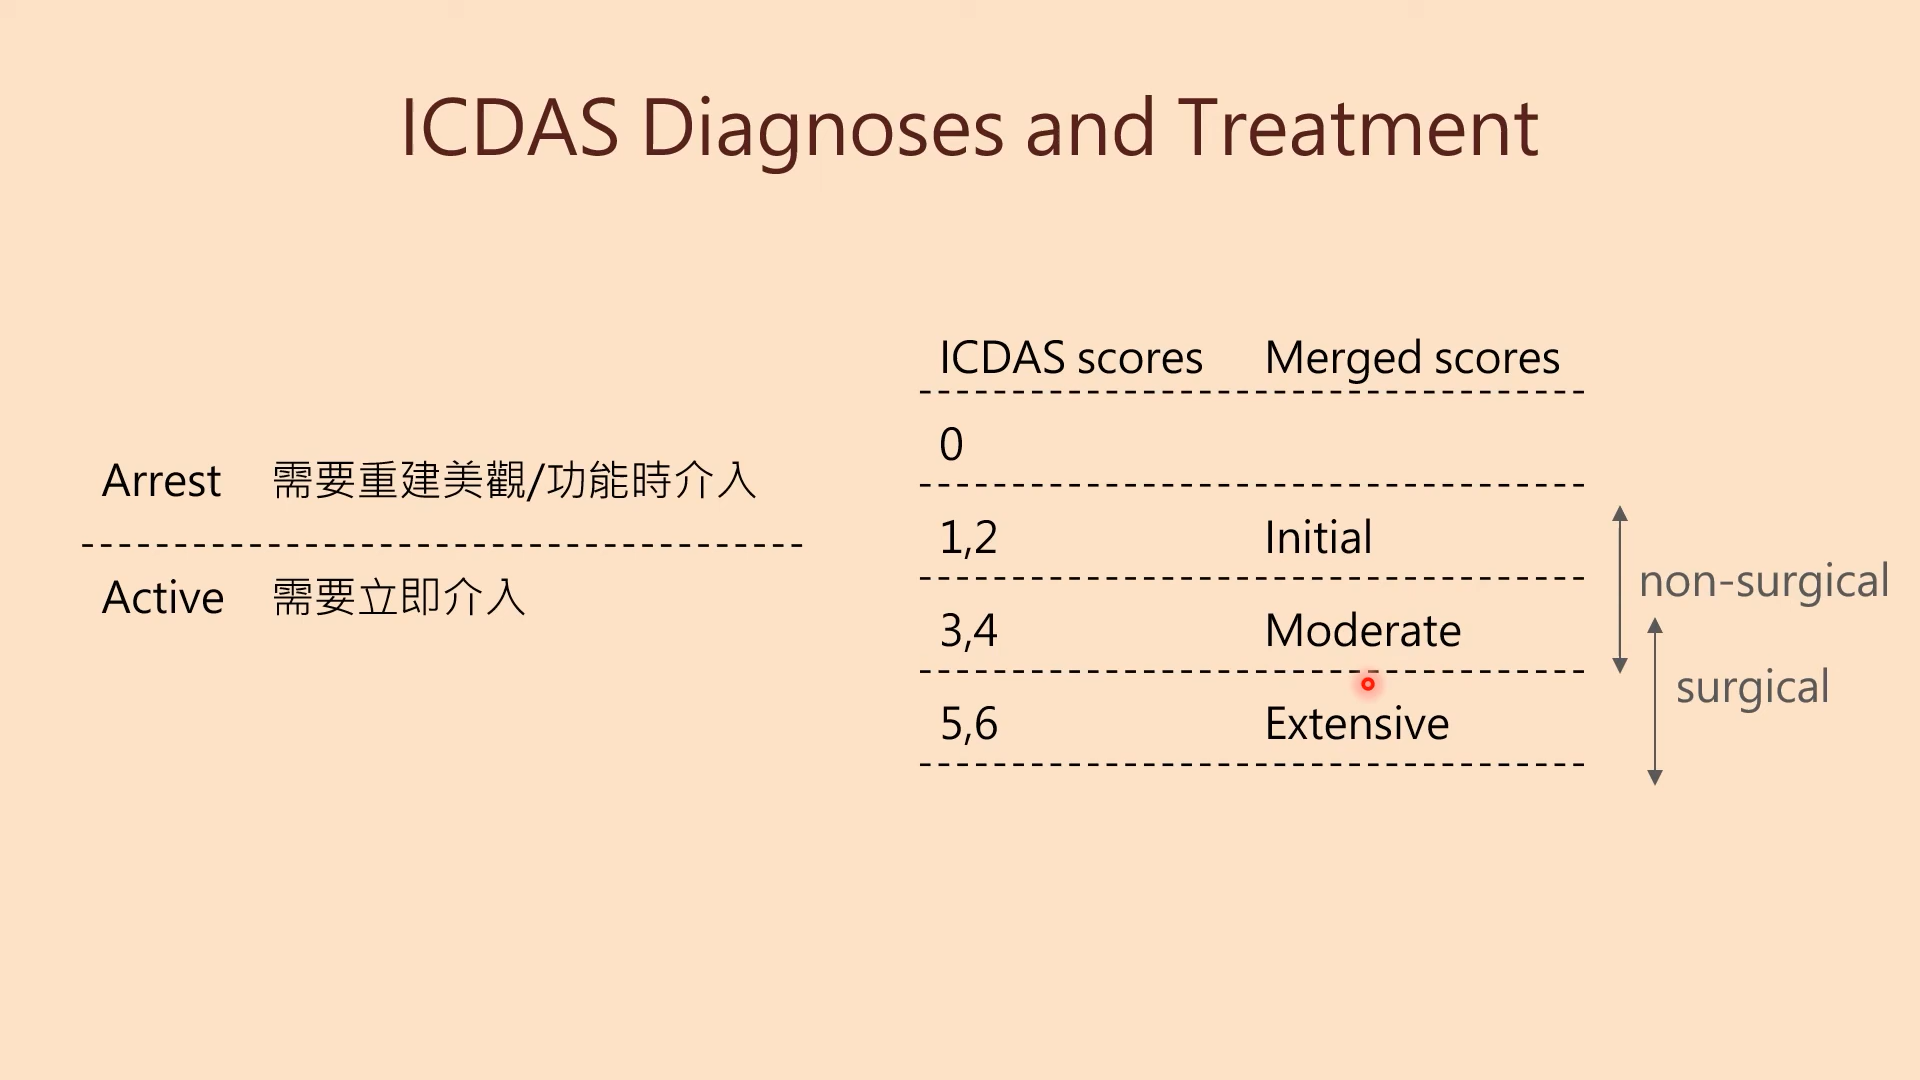 ICDAS Diagnoses and Treatment
Arrest 需要重建美觀/功能時介入
Active 需要立即介入
ICDAS scores Merged scores
0
1,2 Initial
3,4 Moderate
5,6 Extensive
non-surgical
surgical